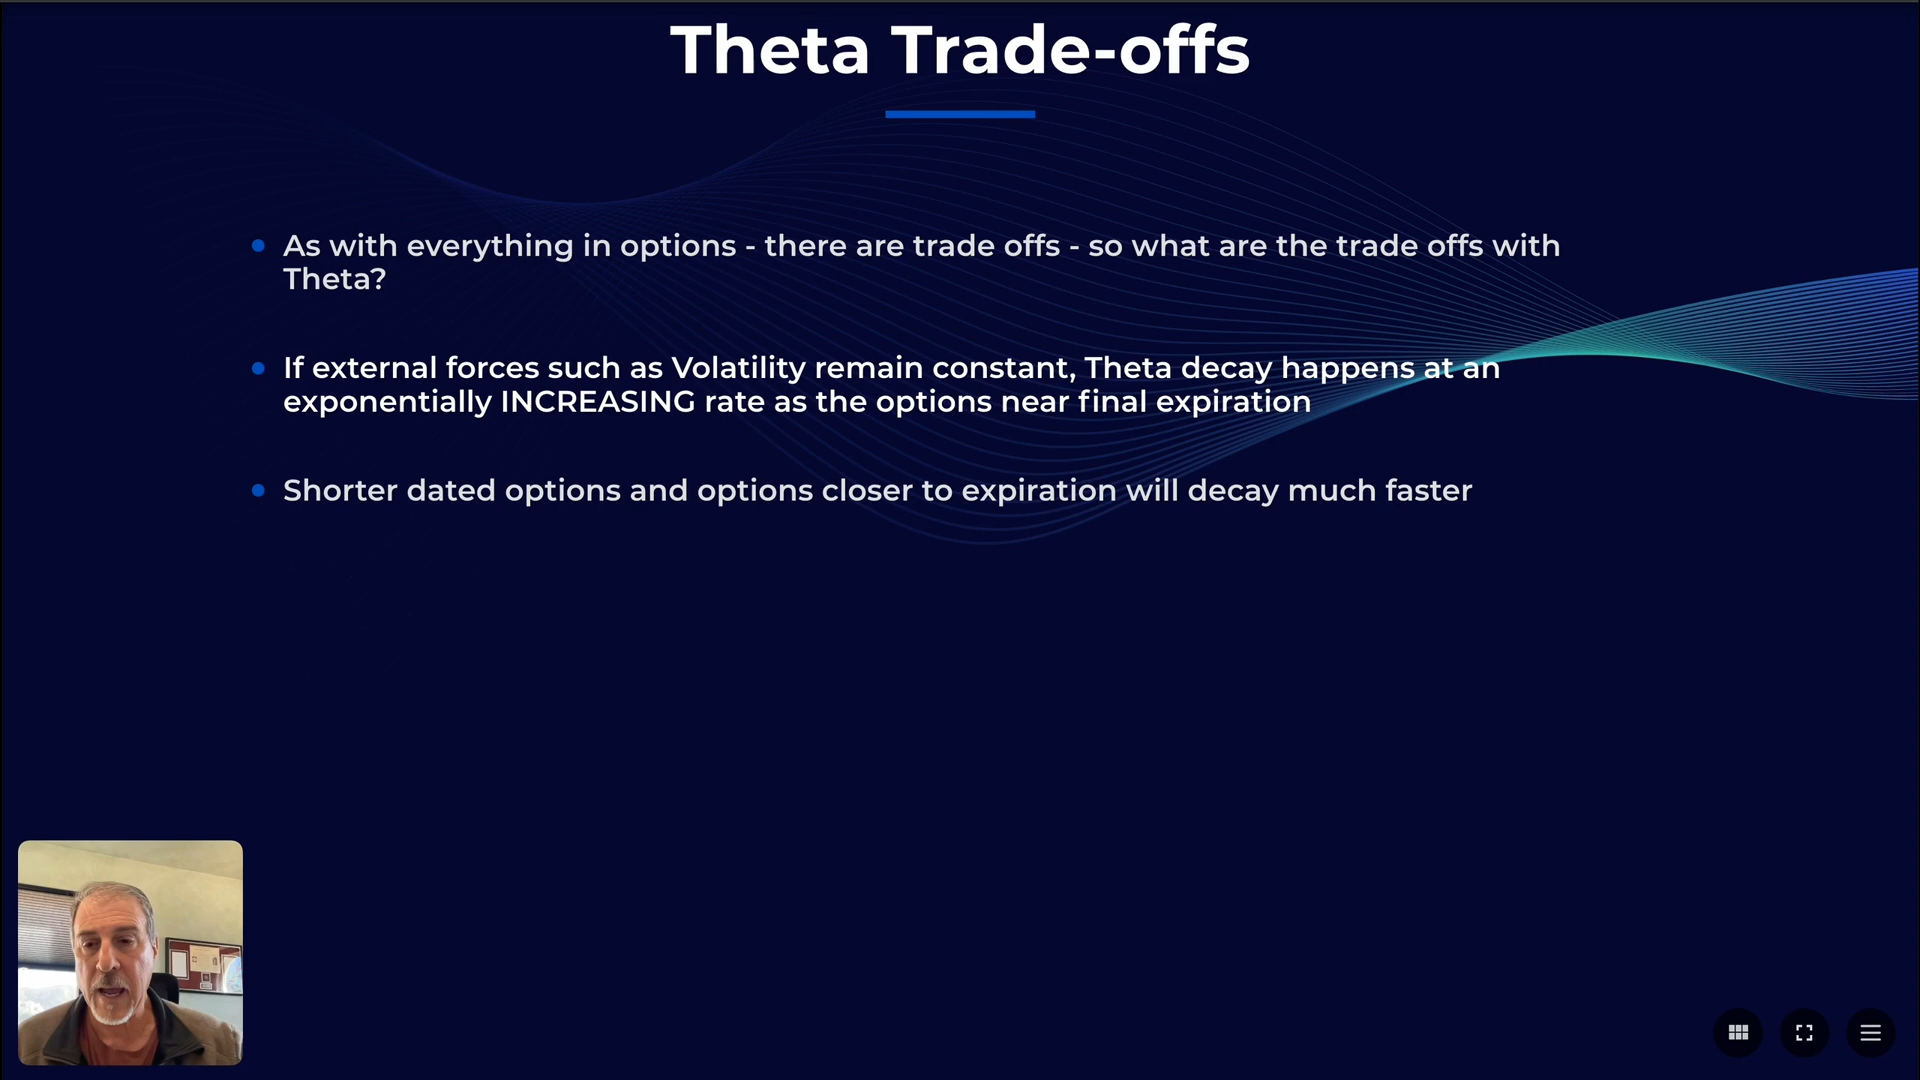 Theta Trade-offs
As with everything in options - there are trade offs - so what are the trade offs with
Theta?
If external forces such as Volatility remain constant, Theta decay happens at an
exponentially INCREASING rate as the options near final expiration
Shorter dated options and options closer to expiration will decay much faster